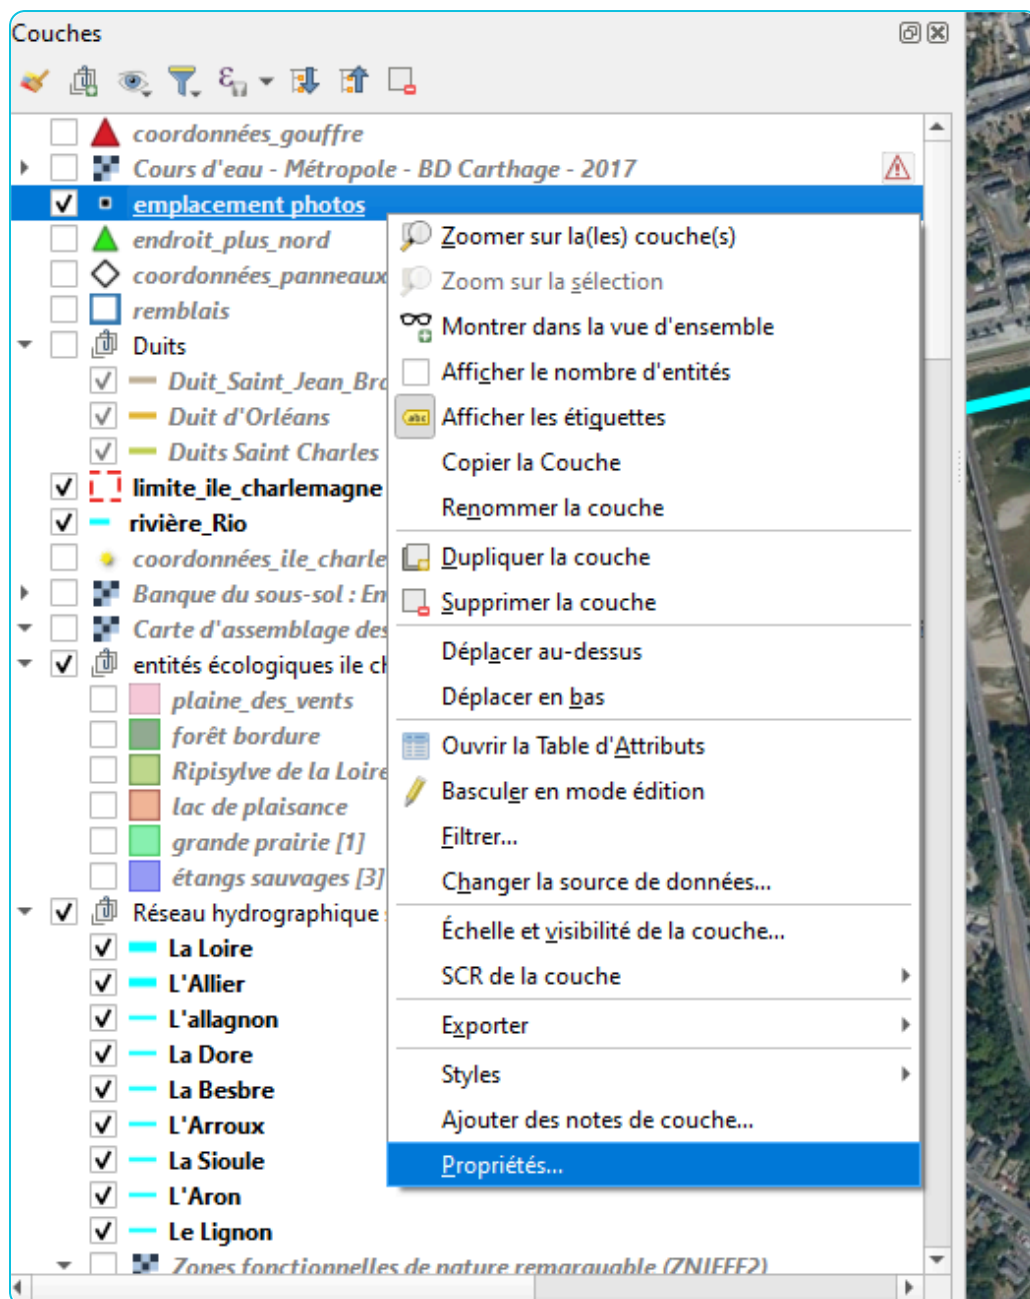 Couches
coordonnées_gouffre
Cours d'eau - Métropole - BD Carthage - 2017
emplacement photos
endroit_plus_nord
coordonnées_panneaux
remblais
Duits
Duit_Saint_Jean_Bra
Duit d'Orléans
Duits Saint Charles
limite_ile_charlemagne
rivière_Rio
coordonnées_ile_charle
Banque du sous-sol : En
Carte d'assemblage des
entités écologiques ile ch
plaine_des_vents
forêt bordure
Ripisylve de la Loire
lac de plaisance
grande prairie [1]
étangs sauvages [3]
Réseau hydrographique
La Loire
L'Allier
L'allagnon
La Dore
La Besbre
L'Arroux
La Sioule
L'Aron
Le Lignon
Zones fonctionnelles de nature remarquable (ZNIEFF2)
Zoomer sur la(les) couche(s)
Zoom sur la sélection
Montrer dans la vue d'ensemble
Afficher le nombre d'entités
abc Afficher les étiquettes
Copier la Couche
Renommer la couche
Dupliquer la couche
Supprimer la couche
Déplacer au-dessus
Déplacer en bas
Ouvrir la Table d'Attributs
Basculer en mode édition
Filtrer...
Changer la source de données...
Échelle et visibilité de la couche...
SCR de la couche
Exporter
Styles
Ajouter des notes de couche...
Propriétés...